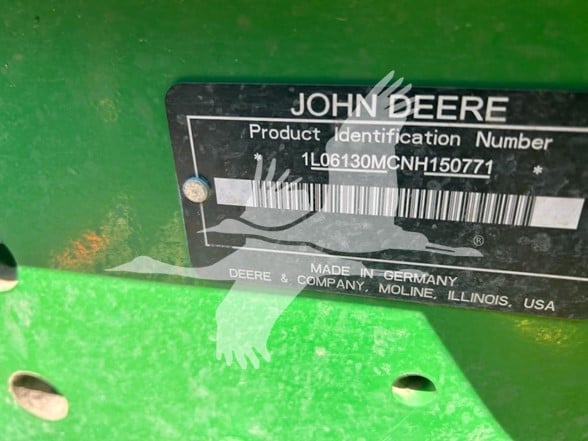 JOHN DEERE
Product Identification Number
* 1L06130MCNH150771 *
®
MADE IN GERMANY
DEERE & COMPANY, MOLINE, ILLINOIS, USA